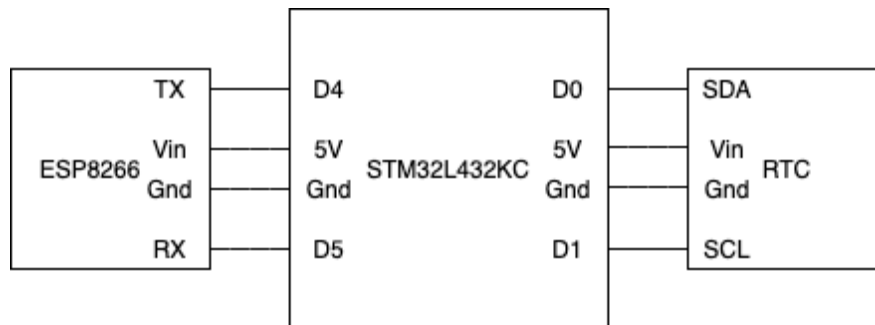 TX D4 D0 SDA
Vin 5V 5V Vin
ESP8266 STM32L432KC RTC
Gnd Gnd Gnd Gnd
RX D5 D1 SCL